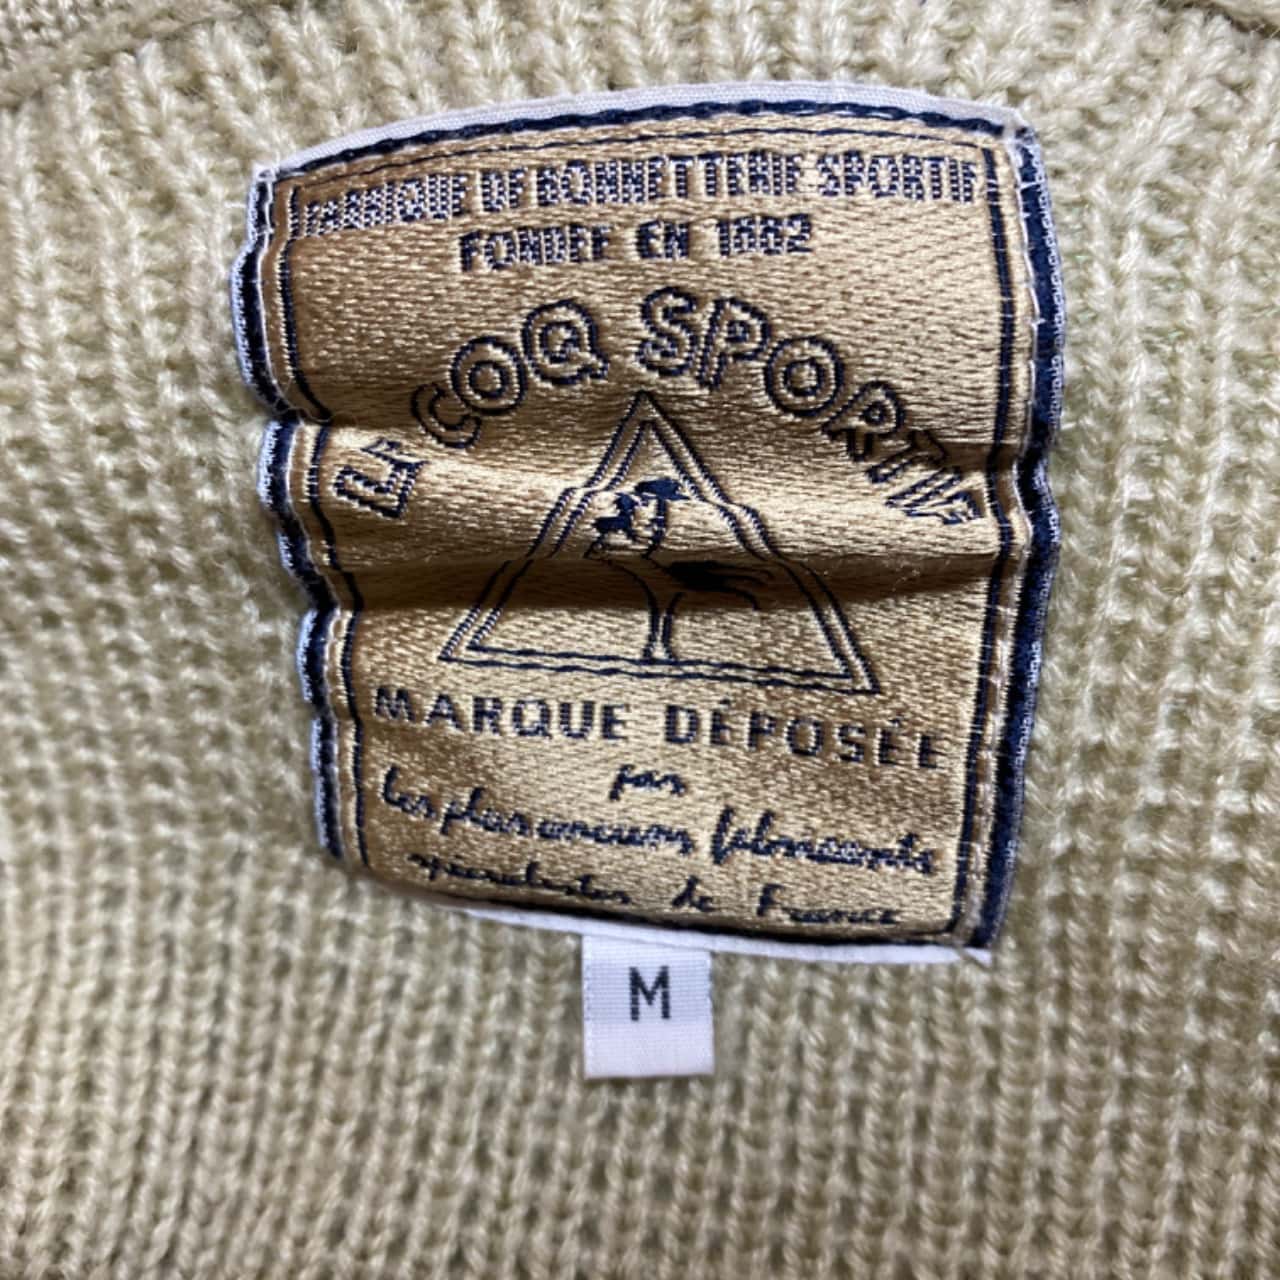 FABRIQUE DE BONNETTERIE SPORTIF
FONDÉE EN 1882
LE COQ SPORTIF
MARQUE DÉPOSÉE
par
Les plus anciens fabricants
spécialistes de France
M